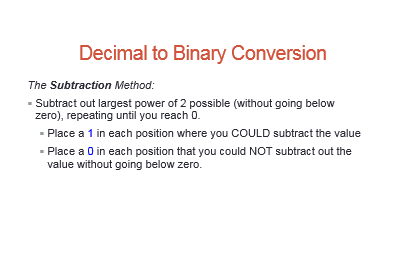 Decimal to Binary Conversion
The Subtraction Method:
▪ Subtract out largest power of 2 possible (without going below
zero), repeating until you reach 0.
▪ Place a 1 in each position where you COULD subtract the value
▪ Place a 0 in each position that you could NOT subtract out the
value without going below zero.